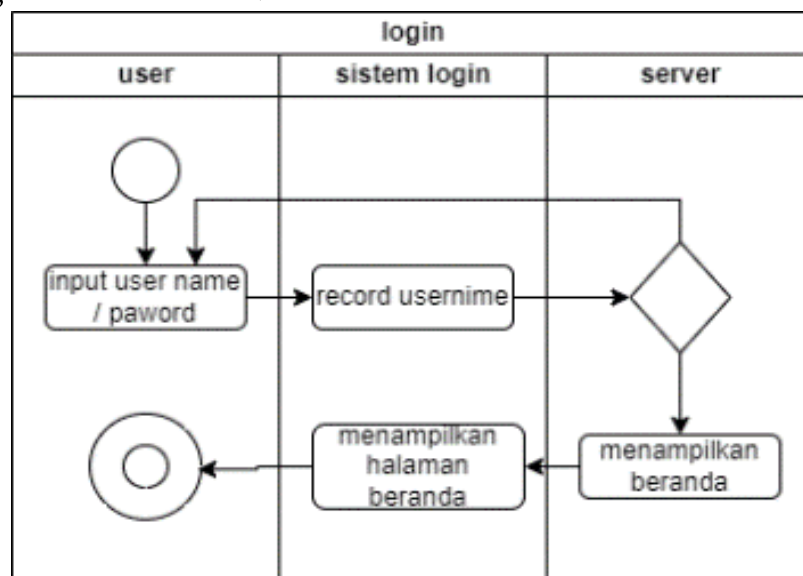 login
user
sistem login
server
input user name
/ paword
record usernime
menampilkan
halaman
beranda
menampilkan
beranda